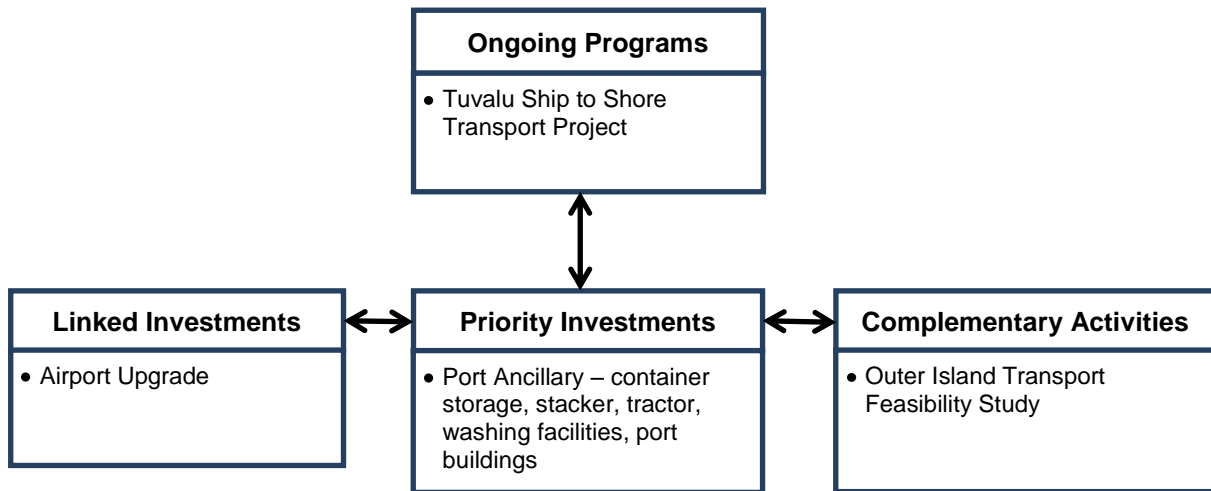 Ongoing Programs
• Tuvalu Ship to Shore
Transport Project
Linked Investments
• Airport Upgrade
Priority Investments
• Port Ancillary – container
storage, stacker, tractor,
washing facilities, port
buildings
Complementary Activities
• Outer Island Transport
Feasibility Study